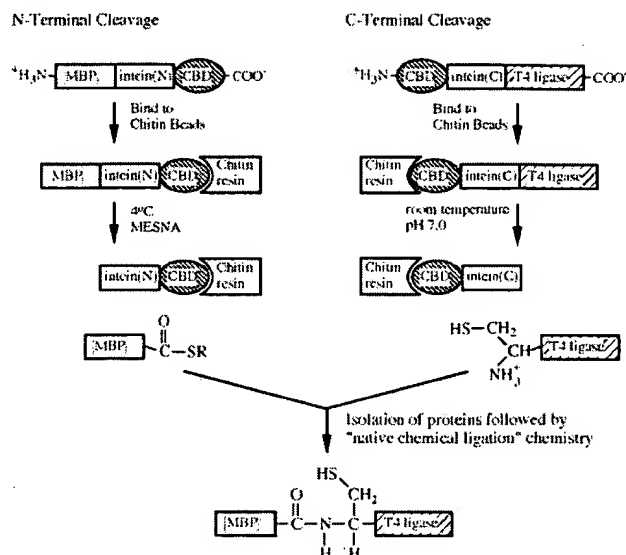 N-Terminal Cleavage
C-Terminal Cleavage
+H3N- MBP intein(N) CBD -COO-
+H3N- CBD intein(C) T4 ligase -COO-
Bind to
Chitin Beads
Bind to
Chitin Beads
MBP intein(N) CBD Chitin
resin
Chitin
resin CBD intein(C) T4 ligase
4°C
MESNA
room temperature
pH 7.0
intein(N) CBD Chitin
resin
Chitin
resin CBD intein(C)
O
MBP C-SR
HS-CH2
CH T4 ligase
NH3+
Isolation of proteins followed by
"native chemical ligation" chemistry
HS
CH2
O
MBP C-N-C T4 ligase
H H